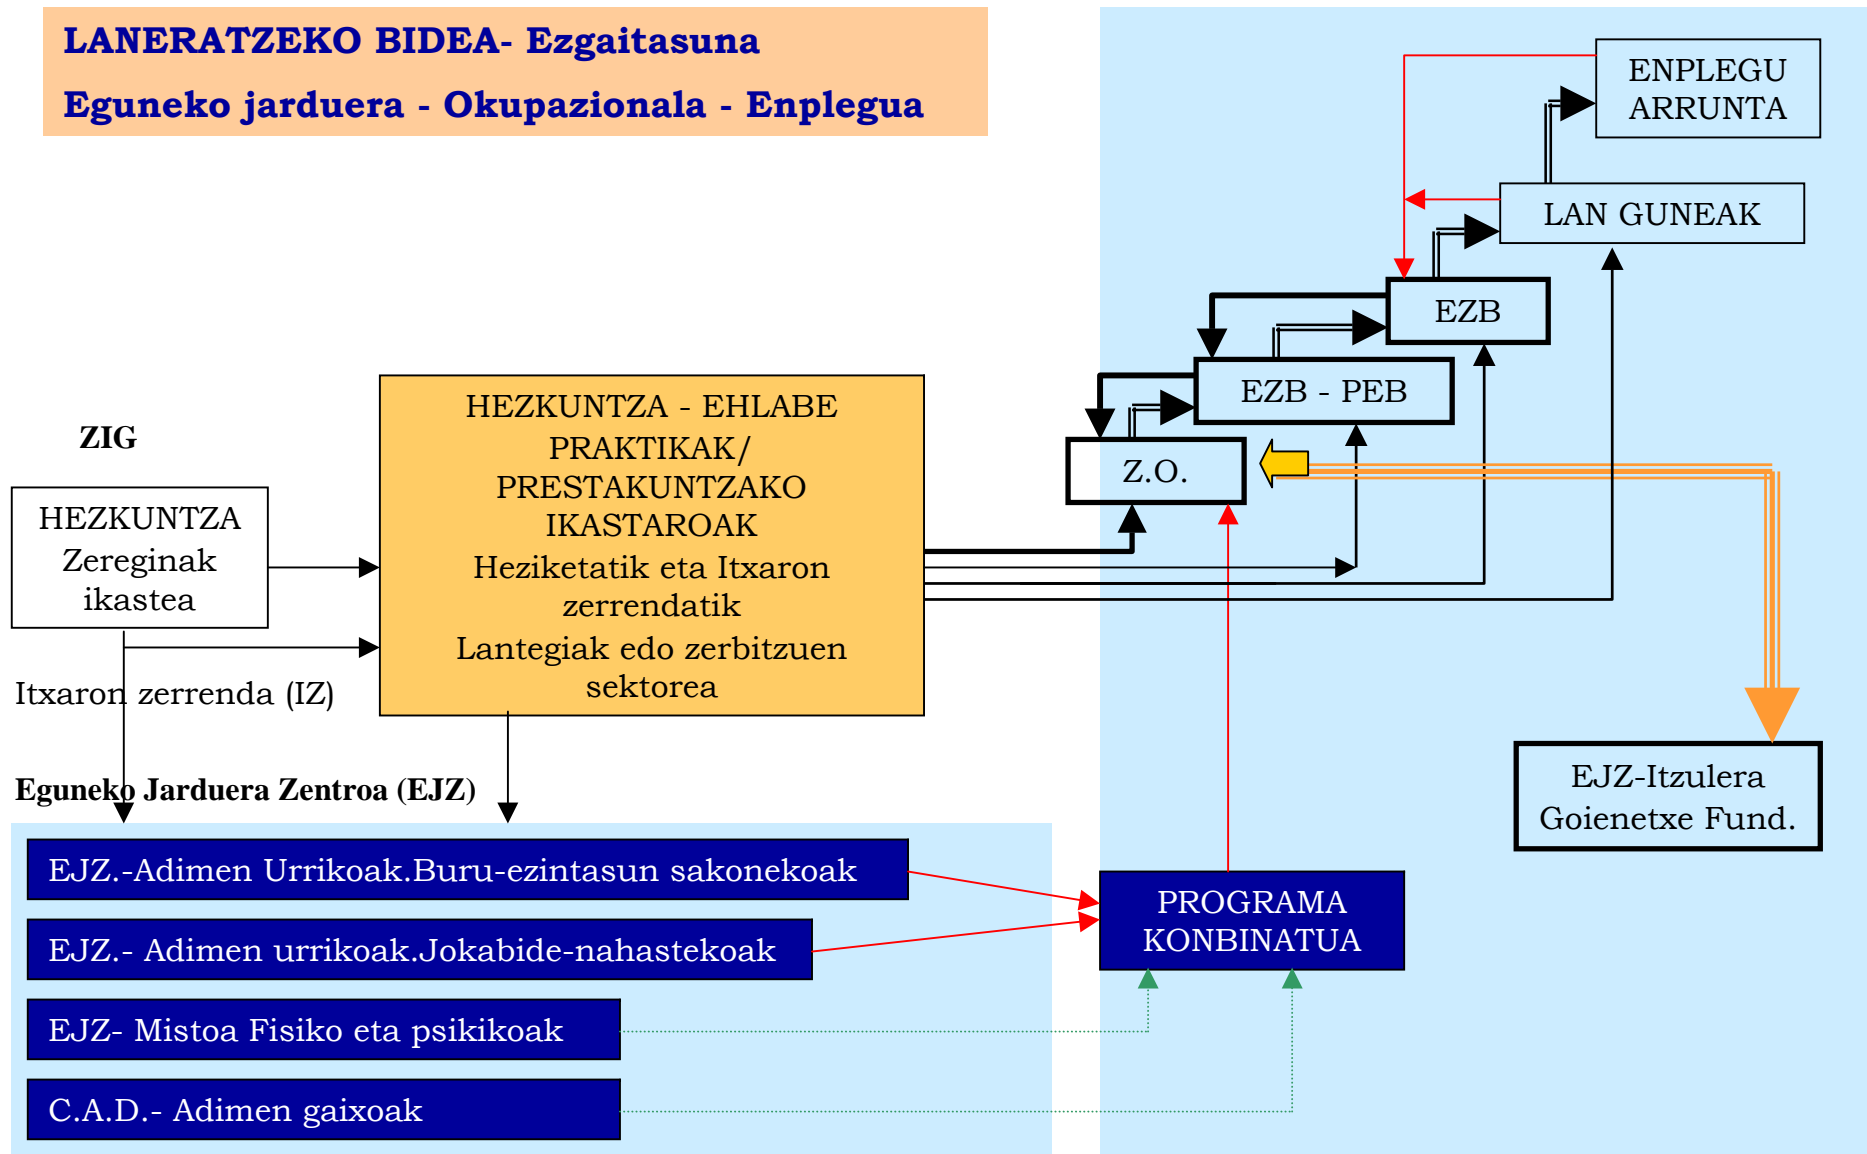 LANERATZEKO BIDEA- Ezgaitasuna
Eguneko jarduera - Okupazionala - Enplegua
ENPLEGU
ARRUNTA
LAN GUNEAK
EZB
EZB - PEB
Z.O.
ZIG
HEZKUNTZA
Zereginak
ikastea
HEZKUNTZA - EHLABE
PRAKTIKAK/
PRESTAKUNTZAKO
IKASTAROAK
Heziketatik eta Itxaron
zerrendatik
Lantegiak edo zerbitzuen
sektorea
Itxaron zerrenda (IZ)
Eguneko Jarduera Zentroa (EJZ)
EJZ-Itzulera
Goienetxe Fund.
EJZ.-Adimen Urrikoak.Buru-ezintasun sakonekoak
EJZ.- Adimen urrikoak.Jokabide-nahastekoak
EJZ- Mistoa Fisiko eta psikikoak
C.A.D.- Adimen gaixoak
PROGRAMA
KONBINATUA